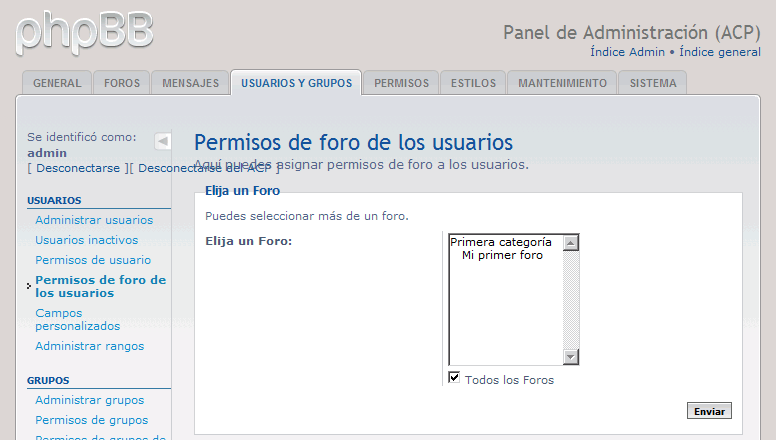 phpBB
Panel de Administración (ACP)
Índice Admin • Índice general
GENERAL FOROS MENSAJES USUARIOS Y GRUPOS PERMISOS ESTILOS MANTENIMIENTO SISTEMA
Se identificó como:
admin
[ Desconectarse ][ Desconectarse del ACP ]
USUARIOS
Administrar usuarios
Usuarios inactivos
Permisos de usuario
Permisos de foro de
los usuarios
Campos
personalizados
Administrar rangos
GRUPOS
Administrar grupos
Permisos de grupos
Permisos de grupos de
Permisos de foro de los usuarios
Aquí puedes asignar permisos de foro a los usuarios.
Elija un Foro
Puedes seleccionar más de un foro.
Elija un Foro:
Primera categoría
Mi primer foro
Todos los Foros
Enviar